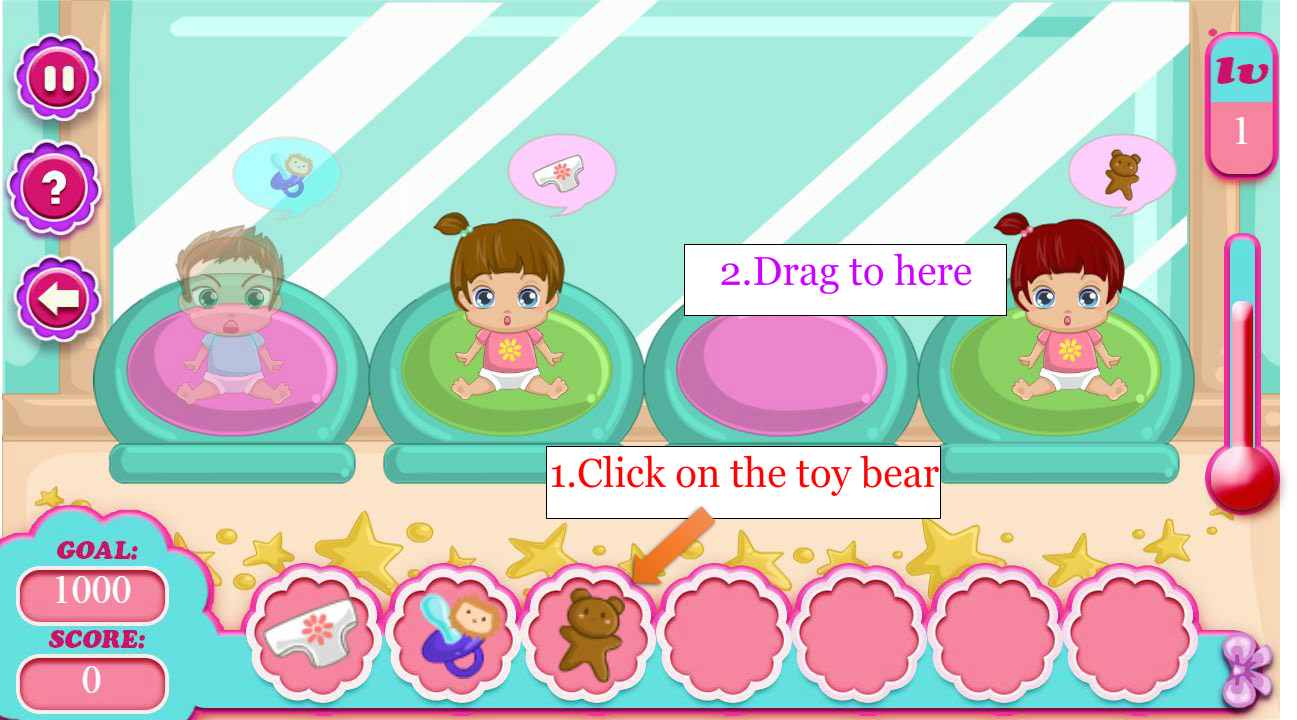 ?
lv
1
2.Drag to here
1.Click on the toy bear
GOAL:
1000
SCORE:
0